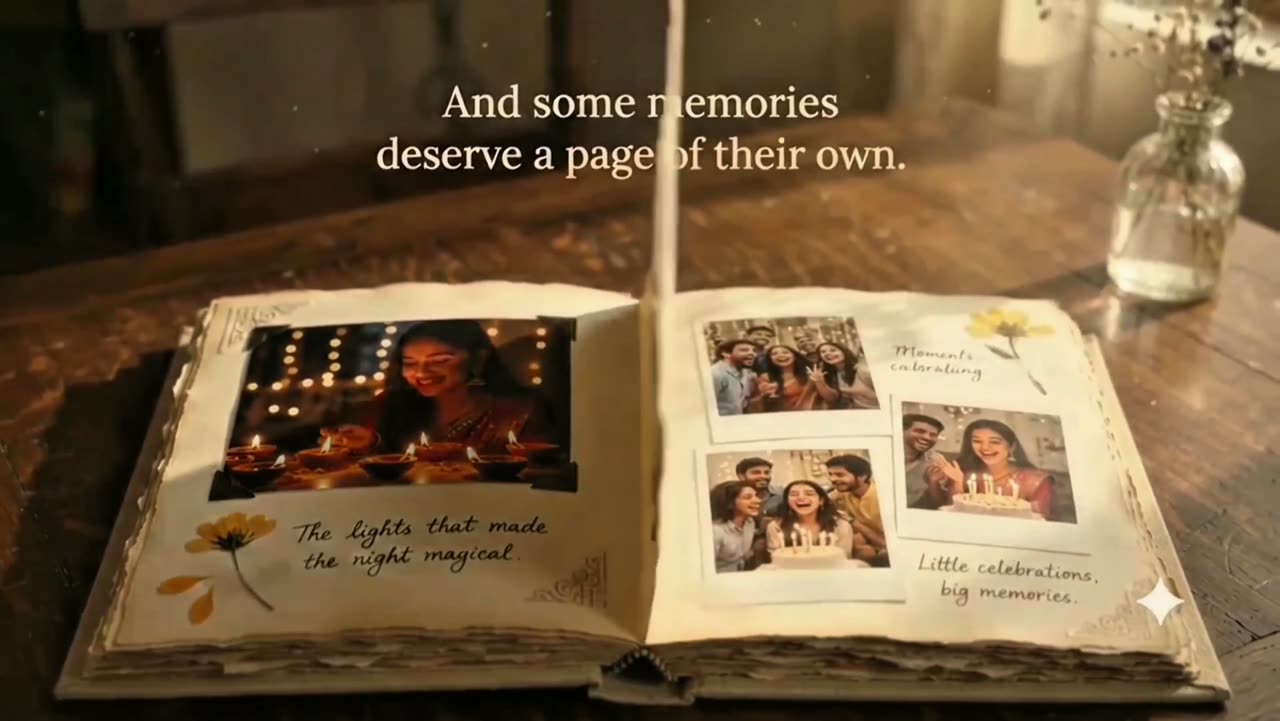 And some memories
deserve a page of their own.
The lights that made
the night magical.
Moments
Little celebrations,
big memories.